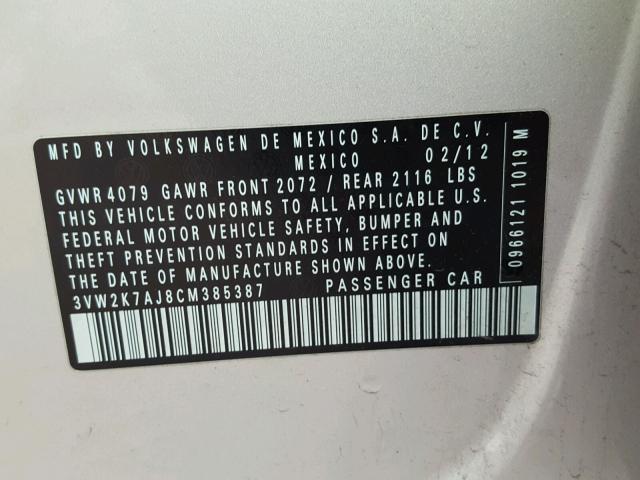 MFD BY VOLKSWAGEN DE MEXICO S.A. DE C.V.
MEXICO 02/12
GVWR 4079 GAWR FRONT 2072 / REAR 2116 LBS
THIS VEHICLE CONFORMS TO ALL APPLICABLE U.S.
FEDERAL MOTOR VEHICLE SAFETY, BUMPER AND
THEFT PREVENTION STANDARDS IN EFFECT ON
THE DATE OF MANUFACTURE SHOWN ABOVE.
3VW2K7AJ8CM385387 PASSENGER CAR
0966121 1019 M